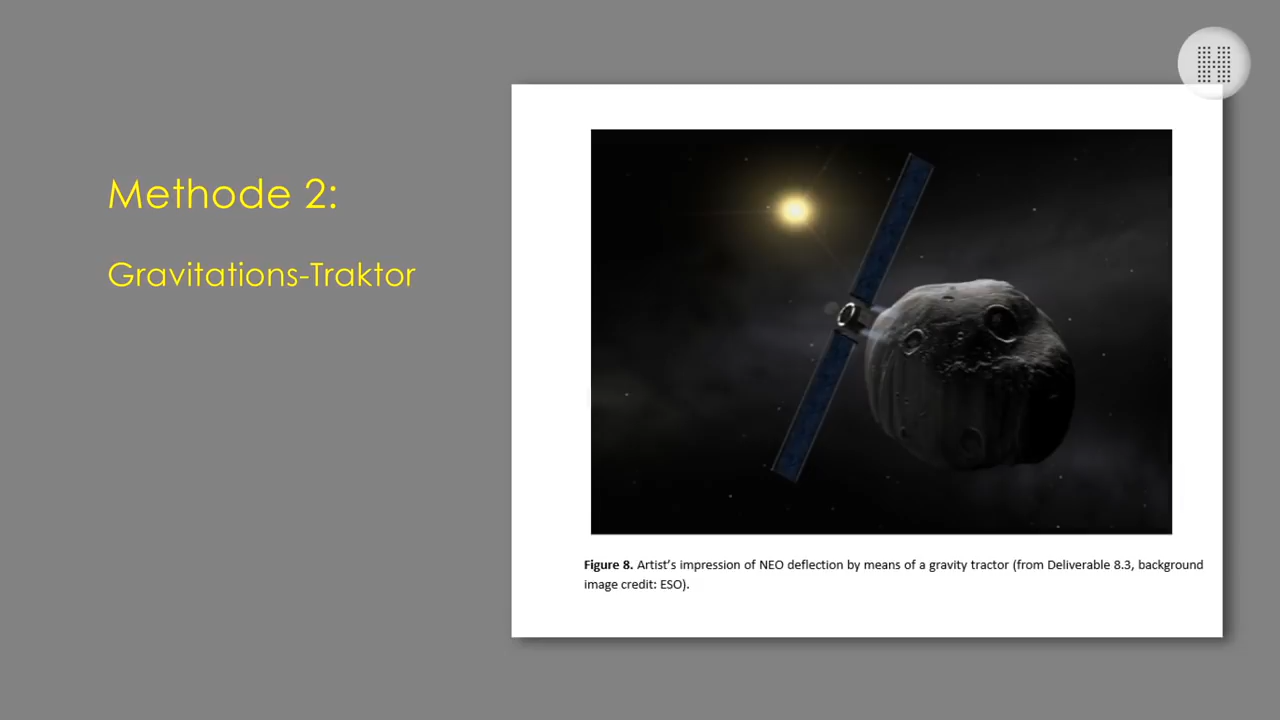 Methode 2:
Gravitations-Traktor
H
Figure 8. Artist's impression of NEO deflection by means of a gravity tractor (from Deliverable 8.3, background
image credit: ESO).